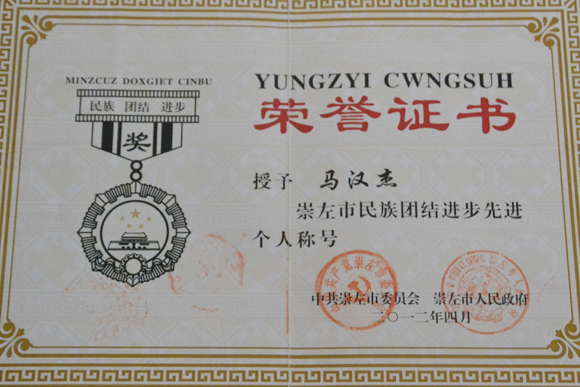 MINZCUZ DOXGIET CINBU
民族 团结 进步
奖
YUNGZYI CWNGSUH
荣誉证书
授予 马汉杰
崇左市民族团结进步先进
个人称号
中共崇左市委员会 崇左市人民政府
二〇一二年四月